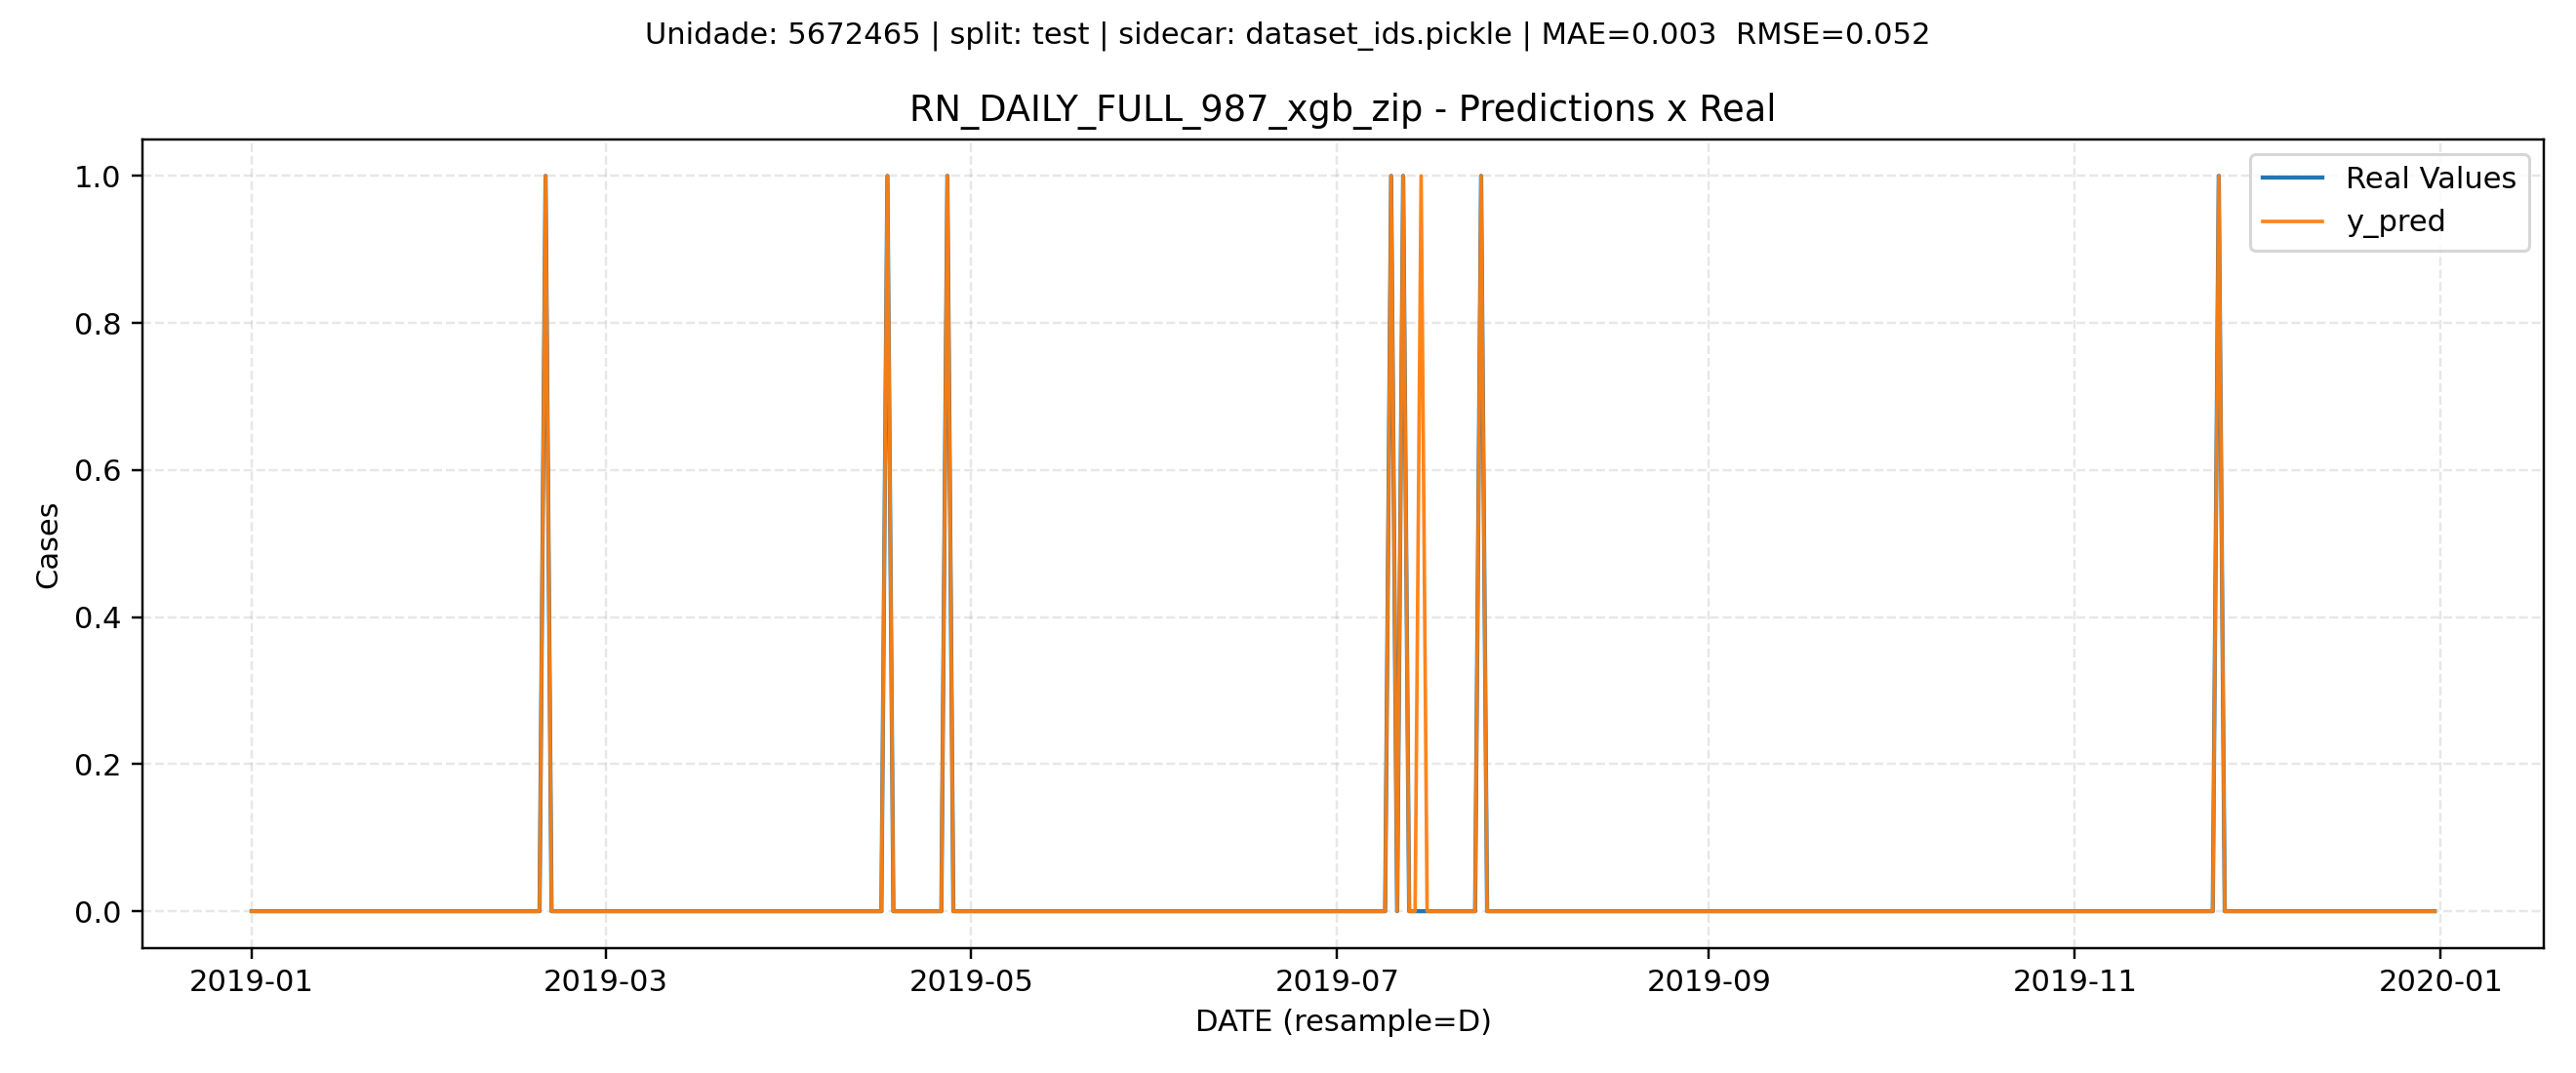 Unidade: 5672465 | split: test | sidecar: dataset_ids.pickle | MAE=0.003  RMSE=0.052
RN_DAILY_FULL_987_xgb_zip - Predictions x Real
Real Values
y_pred
Cases
1.0
0.8
0.6
0.4
0.2
0.0
2019-01
2019-03
2019-05
2019-07
2019-09
2019-11
2020-01
DATE (resample=D)